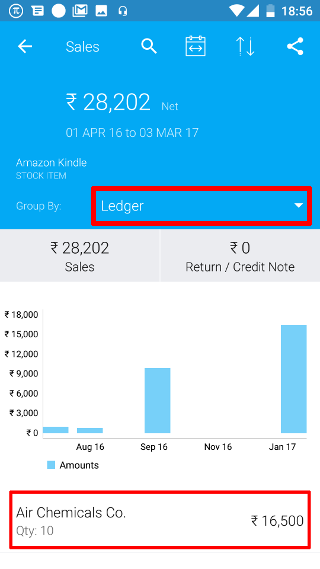 18:56
Sales
₹ 28,202 Net
01 APR 16 to 03 MAR 17
Amazon Kindle
STOCK ITEM
Group By: Ledger
₹ 28,202 ₹ 0
Sales Return / Credit Note
₹ 18,000
₹ 15,000
₹ 12,000
₹ 9,000
₹ 6,000
₹ 3,000
₹ 0
Aug 16 Sep 16 Nov 16 Jan 17
Amounts
Air Chemicals Co. ₹ 16,500
Qty: 10